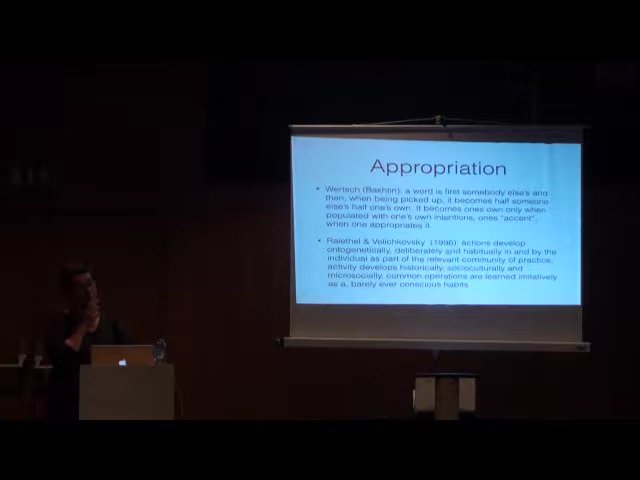 Appropriation
• Wertsch (Bakhtin): a word is first somebody else's and
then, when being picked up, it becomes half someone
else's half one's own. It becomes ones own only when
populated with one's own intentions, ones "accent",
when one appropriates it.
• Raiethel & Velichkovsky (1996): actions develop
ontogenetically, deliberately and habitually in and by the
individual as part of the relevant community of practice,
activity develops historically, socioculturally and
microsocially, common operations are learned imitatively
as a, barely ever conscious habits